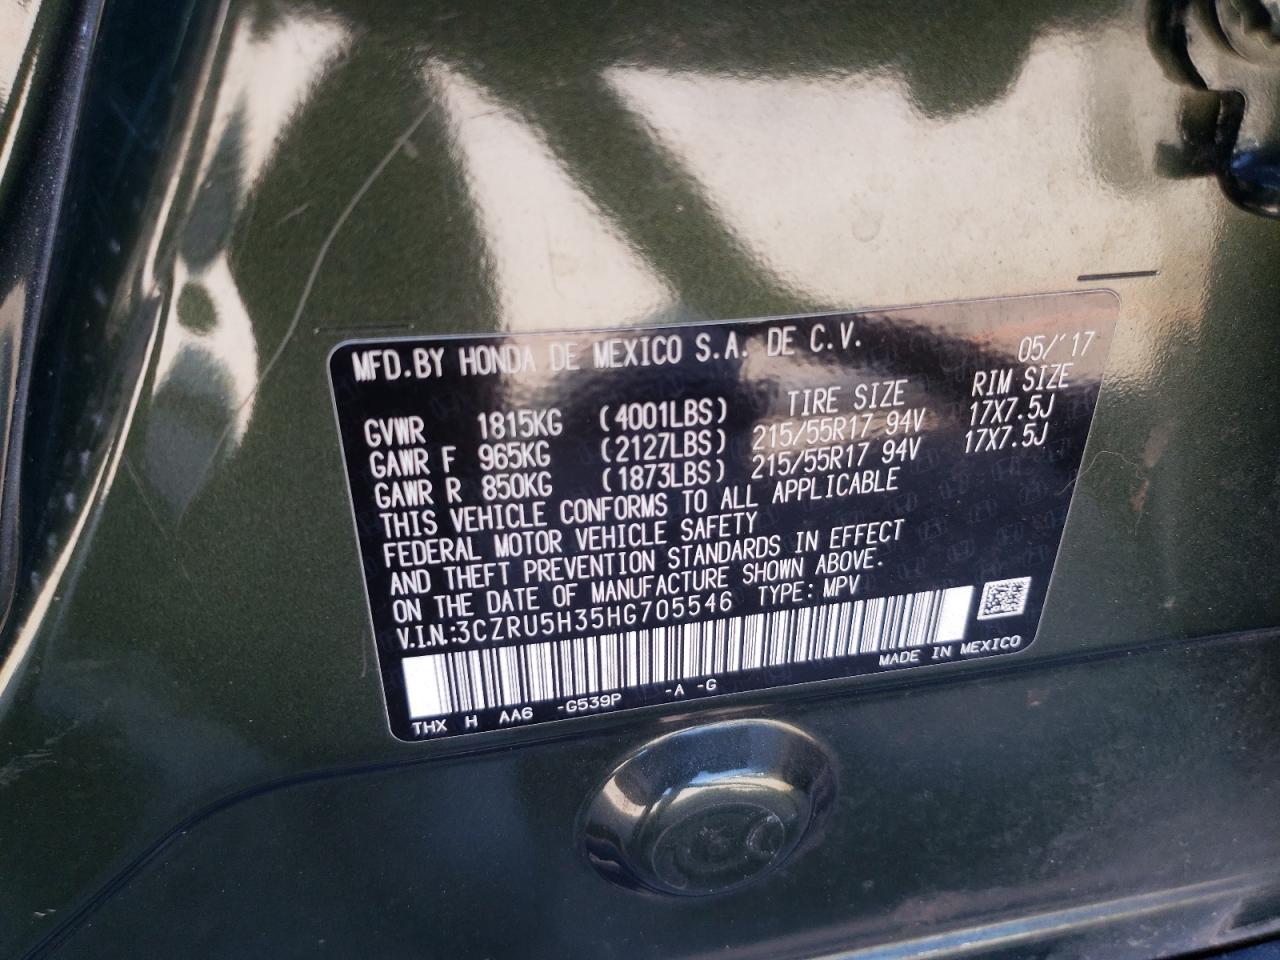 MFD.BY HONDA DE MEXICO S.A. DE C.V. 05/'17
TIRE SIZE RIM SIZE
GVWR 1815KG (4001LBS)
GAWR F 965KG (2127LBS) 215/55R17 94V 17X7.5J
GAWR R 850KG (1873LBS) 215/55R17 94V 17X7.5J
THIS VEHICLE CONFORMS TO ALL APPLICABLE
FEDERAL MOTOR VEHICLE SAFETY
AND THEFT PREVENTION STANDARDS IN EFFECT
ON THE DATE OF MANUFACTURE SHOWN ABOVE.
V.I.N.:3CZRU5H35HG705546 TYPE: MPV
MADE IN MEXICO
THX H AA6 -G539P -A -G